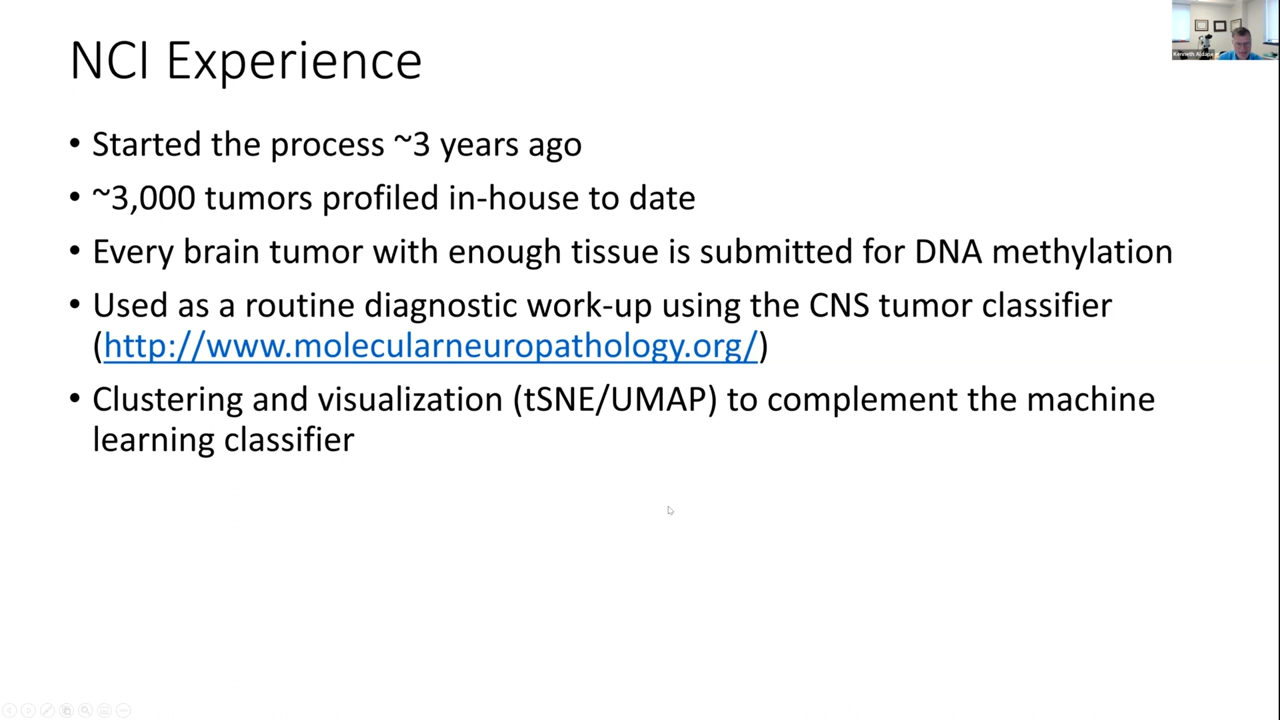 NCI Experience
• Started the process ~3 years ago
• ~3,000 tumors profiled in-house to date
• Every brain tumor with enough tissue is submitted for DNA methylation
• Used as a routine diagnostic work-up using the CNS tumor classifier
(http://www.molecularneuropathology.org/)
• Clustering and visualization (tSNE/UMAP) to complement the machine
learning classifier
Kenneth Aldape